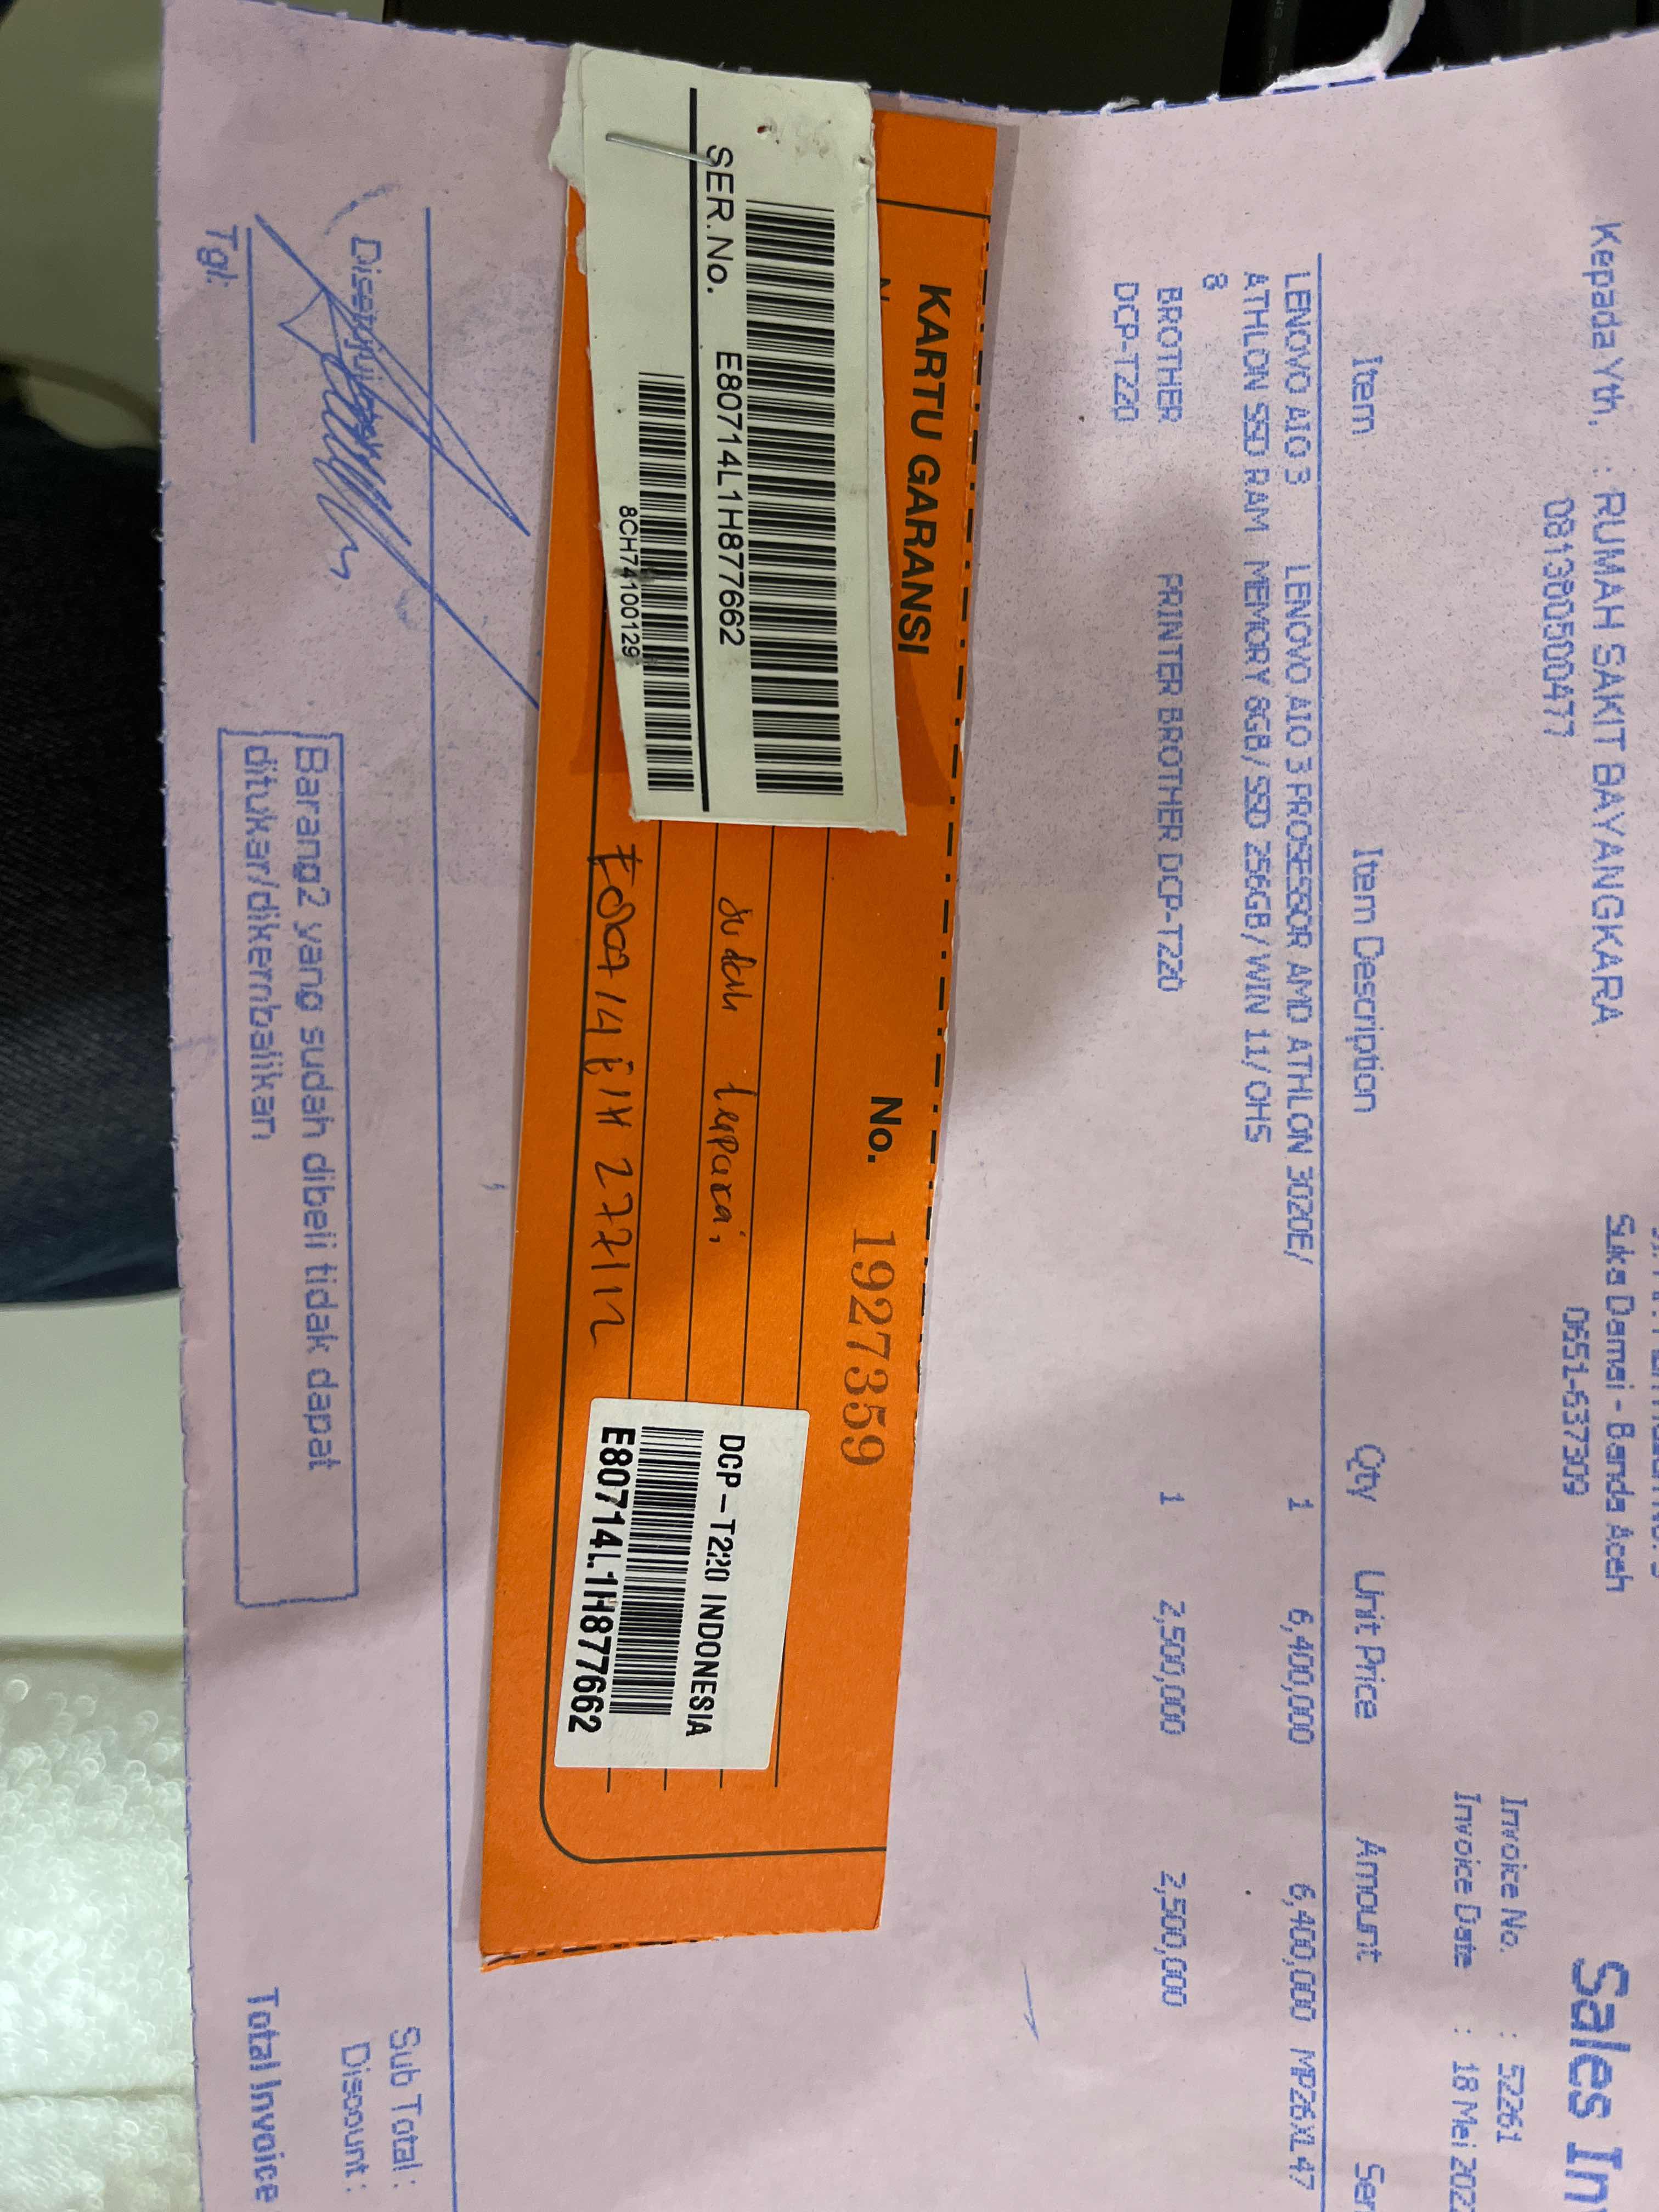 Sales In
Kepada Yth. : RUMAH SAKIT BAYANGKARA
081380500477
Suka Damai - Banda Aceh
0651-637309
Invoice No. : 52261
Invoice Date : 18 Mei 202
Item Item Description Qty Unit Price Amount Ser
LENOVO AIO 3 LENOVO AIO 3 PROSESSOR AMD ATHLON 3020E/ 1 6,400,000 6,400,000 MP26XL47
ATHLON SSD RAM MEMORY 8GB/ SSD 256GB/ WIN 11/ OHS
8
BROTHER PRINTER BROTHER DCP-T220 1 2,500,000 2,500,000
DCP-T220
KARTU GARANSI
No. 1927359
SER.No. E80714L1H877662
8CH74100129
sudah
DCP-T220 INDONESIA
E80714L1H877662
Sub Total :
Discount :
Total Invoice
Disetujui
Tgl:
Barang2 yang sudah dibeli tidak dapat
ditukar/dikembalikan